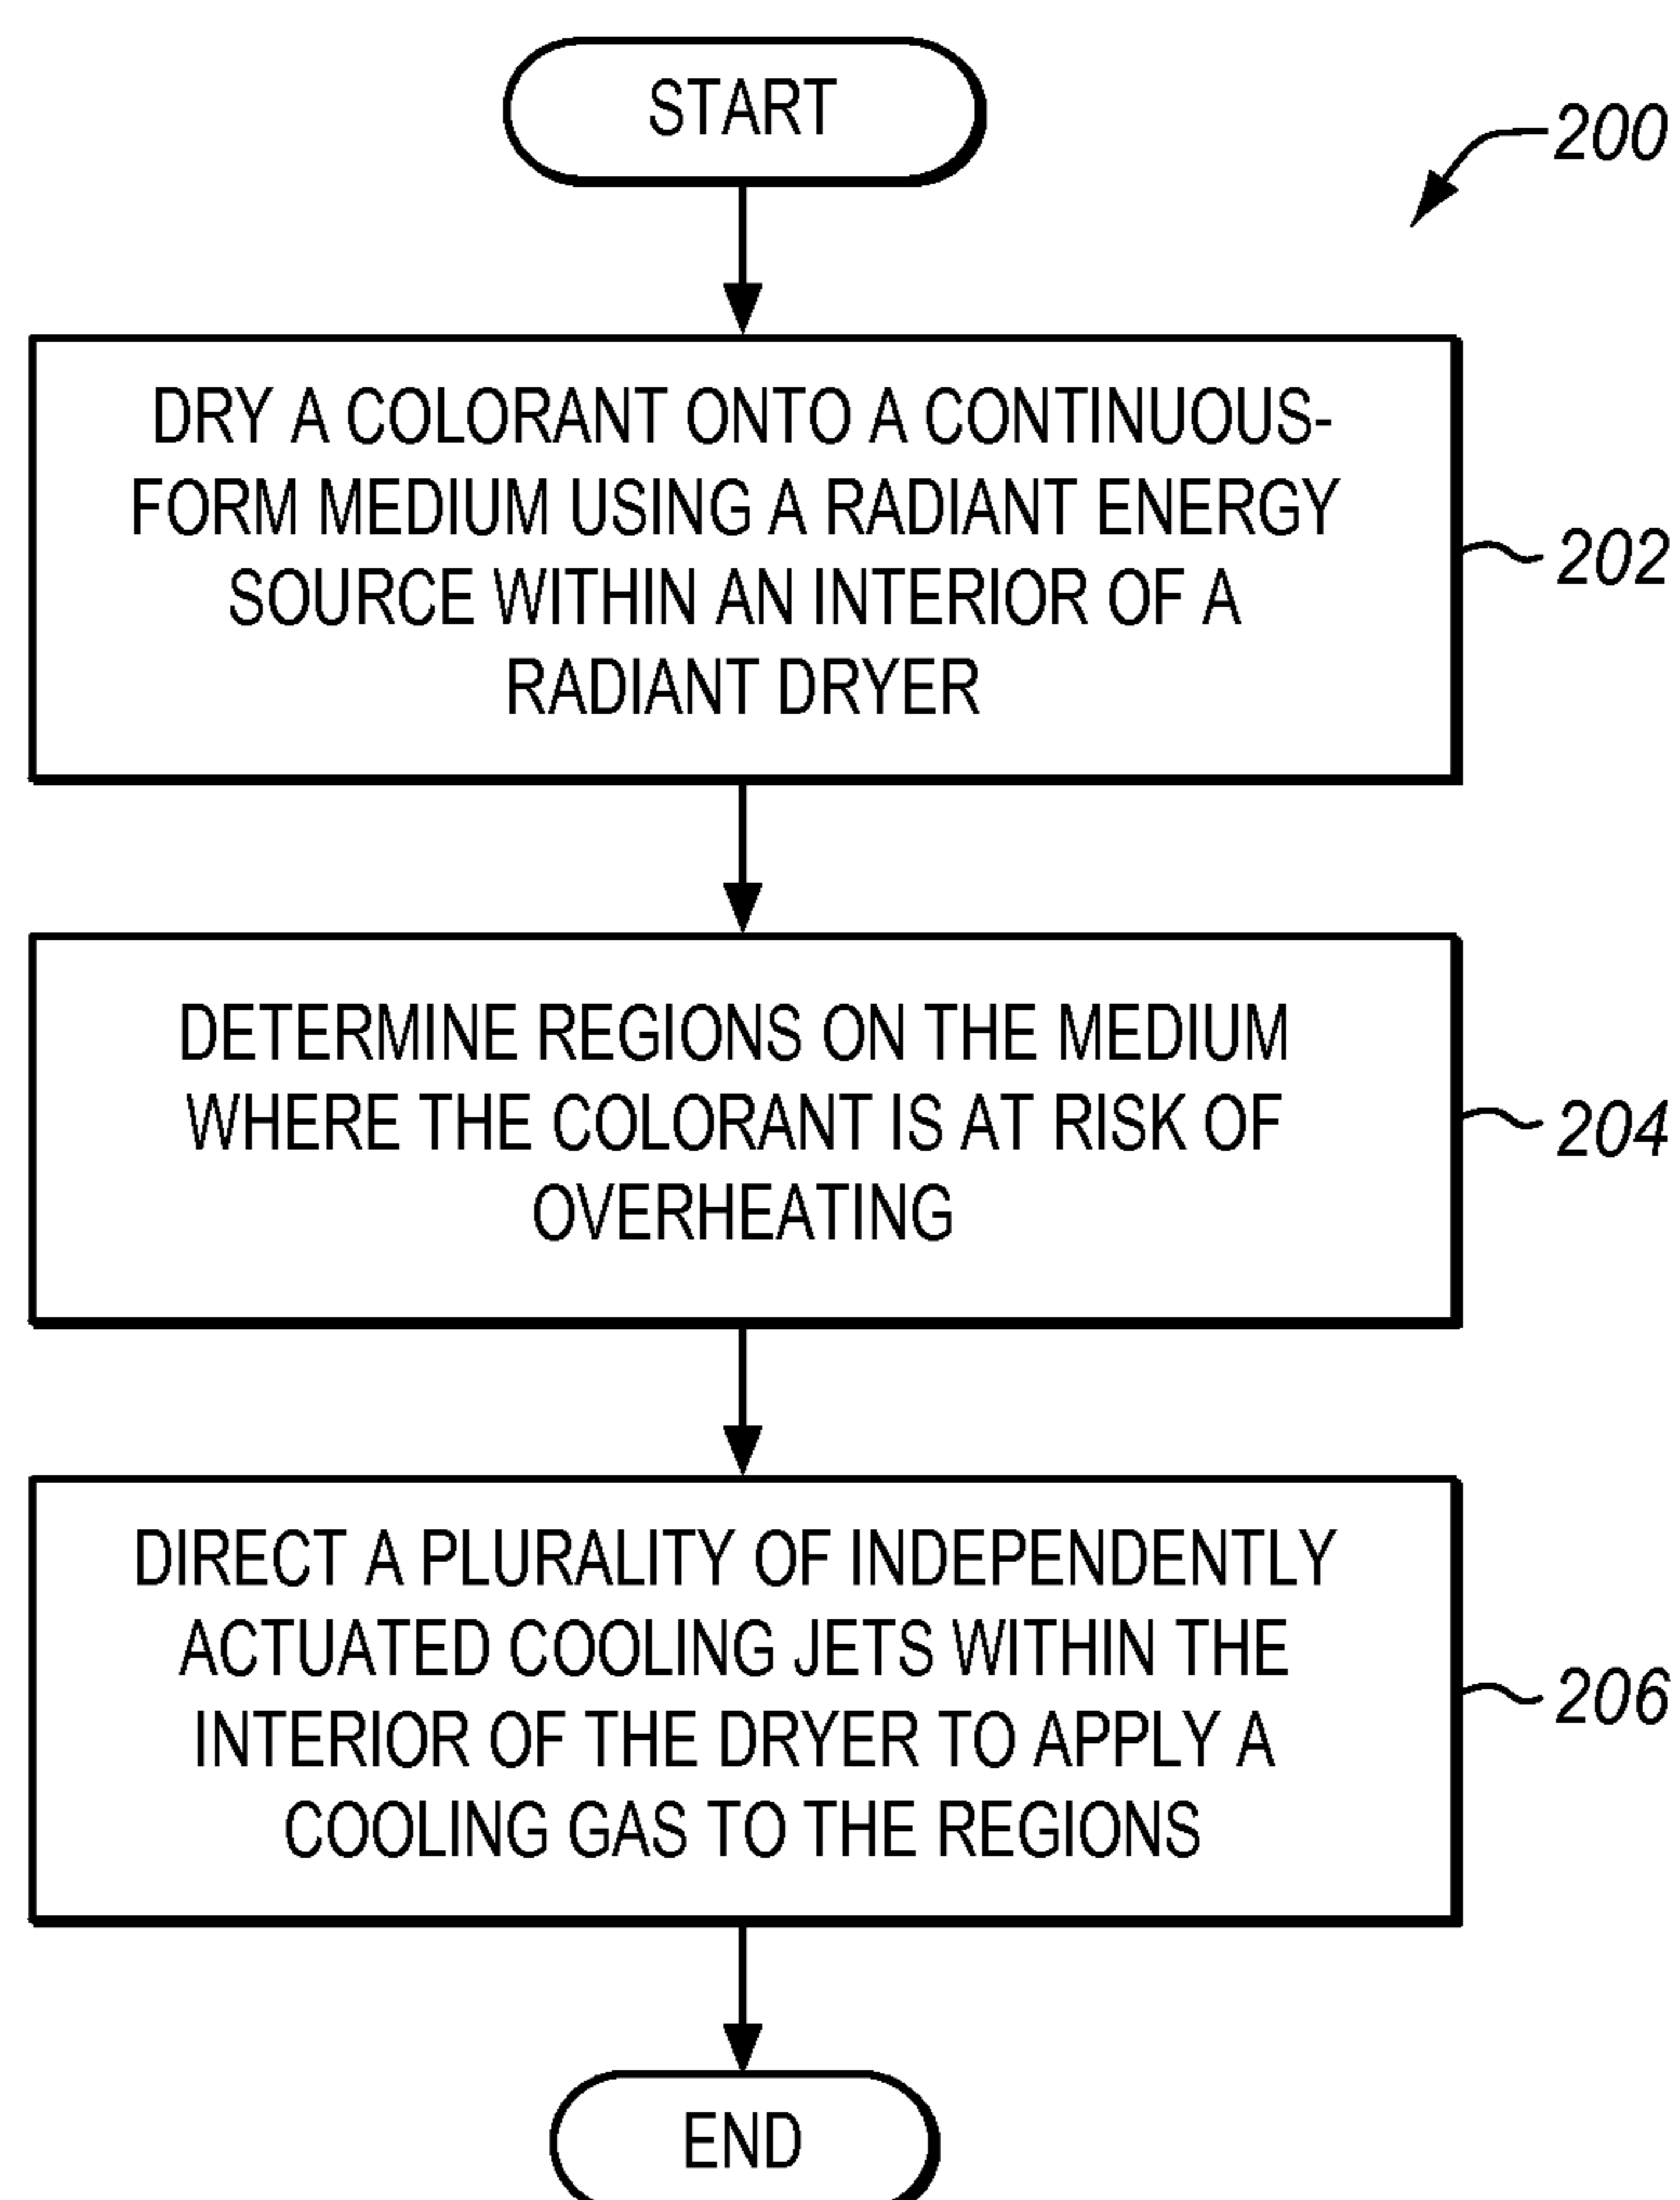 START
200
DRY A COLORANT ONTO A CONTINUOUS-
FORM MEDIUM USING A RADIANT ENERGY
SOURCE WITHIN AN INTERIOR OF A
RADIANT DRYER
202
DETERMINE REGIONS ON THE MEDIUM
WHERE THE COLORANT IS AT RISK OF
OVERHEATING
204
DIRECT A PLURALITY OF INDEPENDENTLY
ACTUATED COOLING JETS WITHIN THE
INTERIOR OF THE DRYER TO APPLY A
COOLING GAS TO THE REGIONS
206
END